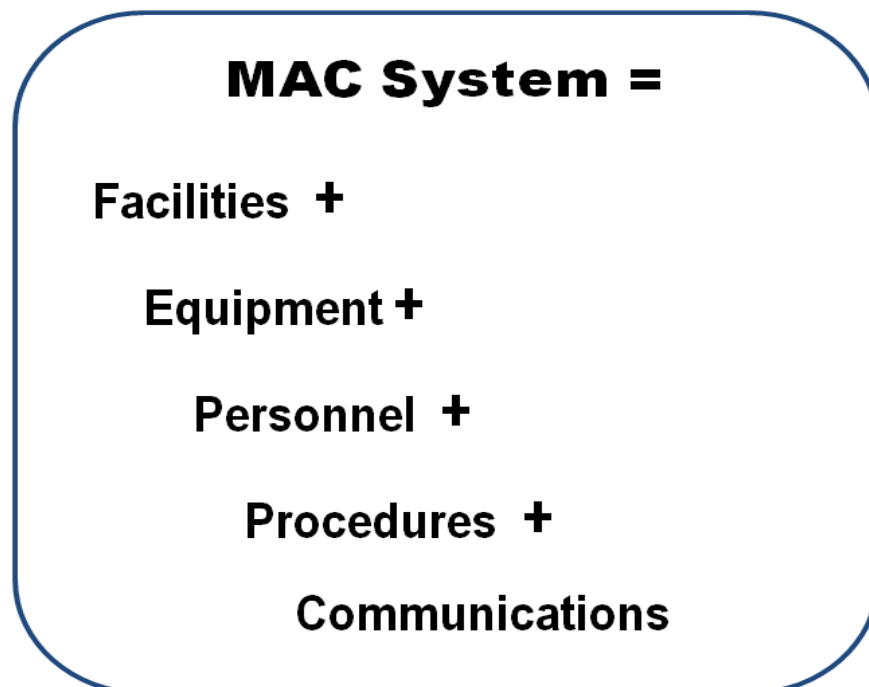 MAC System =
Facilities +
Equipment +
Personnel +
Procedures +
Communications